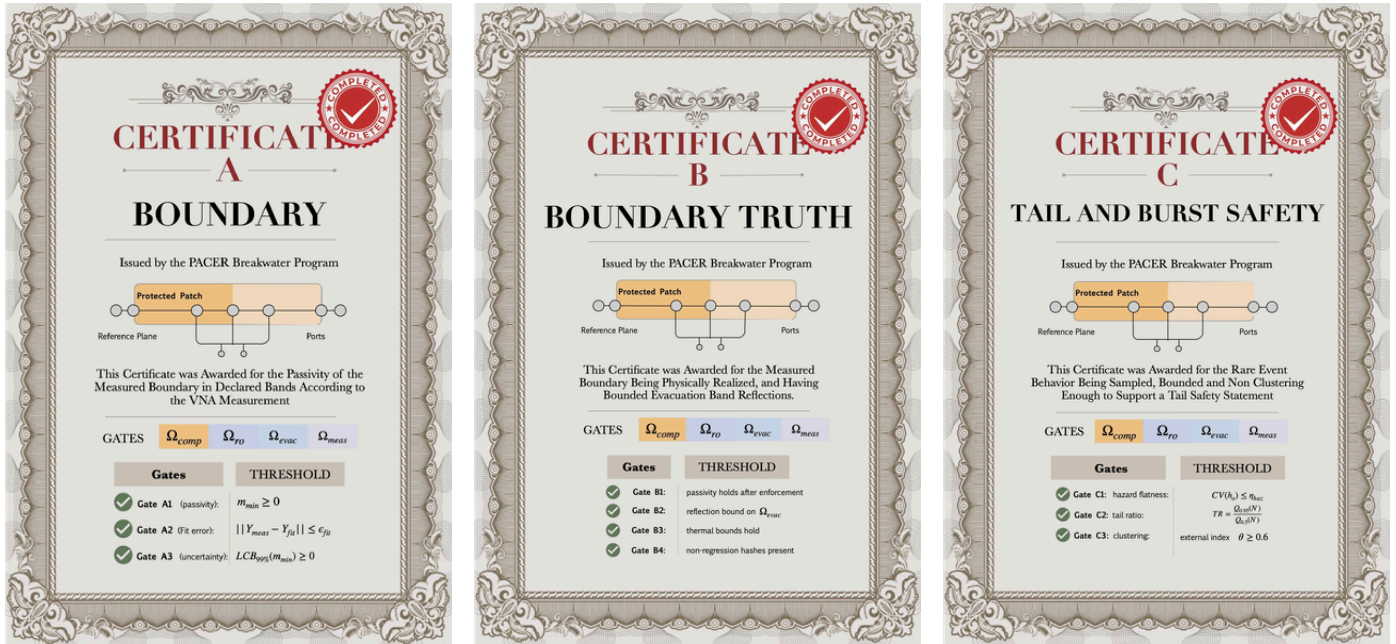 COMPLETED
COMPLETED
CERTIFICATE
A
BOUNDARY
Issued by the PACER Breakwater Program
Protected Patch
Reference Plane
Ports
This Certificate was Awarded for the Passivity of the
Measured Boundary in Declared Bands According to
the VNA Measurement
GATES Ω_comp Ω_ro Ω_evac Ω_meas
Gates THRESHOLD
Gate A1 (passivity): m_min ≥ 0
Gate A2 (Fit error): ||Y_meas − Y_fit|| ≤ ϵ_fit
Gate A3 (uncertainty): LCB_99%(m_min) ≥ 0
COMPLETED
COMPLETED
CERTIFICATE
B
BOUNDARY TRUTH
Issued by the PACER Breakwater Program
Protected Patch
Reference Plane
Ports
This Certificate was Awarded for the Measured
Boundary Being Physically Realized, and Having
Bounded Evacuation Band Reflections.
GATES Ω_comp Ω_ro Ω_evac Ω_meas
Gates THRESHOLD
Gate B1: passivity holds after enforcement
Gate B2: reflection bound on Ω_evac
Gate B3: thermal bounds hold
Gate B4: non-regression hashes present
COMPLETED
COMPLETED
CERTIFICATE
C
TAIL AND BURST SAFETY
Issued by the PACER Breakwater Program
Protected Patch
Reference Plane
Ports
This Certificate was Awarded for the Rare Event
Behavior Being Sampled, Bounded and Non Clustering
Enough to Support a Tail Safety Statement
GATES Ω_comp Ω_ro Ω_evac Ω_meas
Gates THRESHOLD
Gate C1: hazard flatness: CV(h_e) ≤ η_haz
Gate C2: tail ratio: TR = Q_0.95(N) / Q_0.5(N)
Gate C3: clustering: external index θ ≥ 0.6